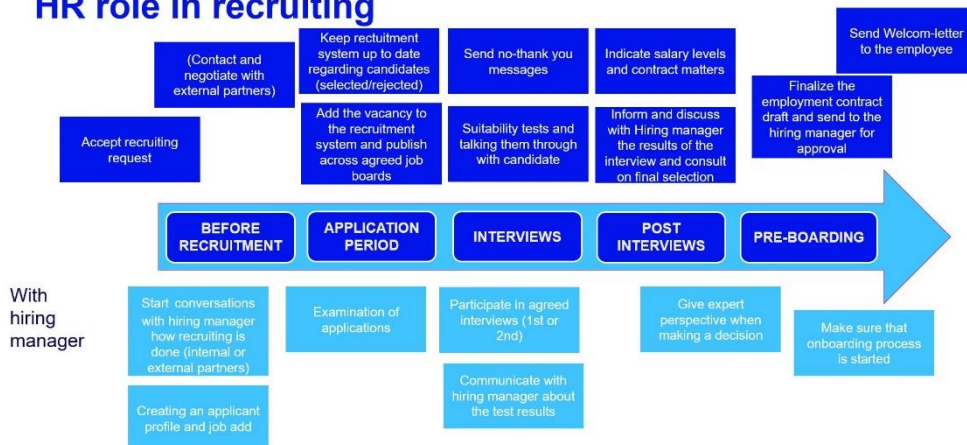 HR role in recruiting
Send Welcom-letter
to the employee
(Contact and
negotiate with
external partners)
Keep rectuitment
system up to date
regarding candidates
(selected/rejected)
Send no-thank you
messages
Indicate salary levels
and contract matters
Finalize the
employment contract
draft and send to the
hiring manager for
approval
Accept recruiting
request
Add the vacancy to
the recruitment
system and publish
across agreed job
boards
Suitability tests and
talking them through
with candidate
Inform and discuss
with Hiring manager
the results of the
interview and consult
on final selection
BEFORE
RECRUITMENT
APPLICATION
PERIOD
INTERVIEWS
POST
INTERVIEWS
PRE-BOARDING
With
hiring
manager
Start conversations
with hiring manager
how recruiting is
done (internal or
external partners)
Examination of
applications
Participate in agreed
interviews (1st or
2nd)
Give expert
perspective when
making a decision
Make sure that
onboarding process
is started
Creating an applicant
profile and job add
Communicate with
hiring manager about
the test results